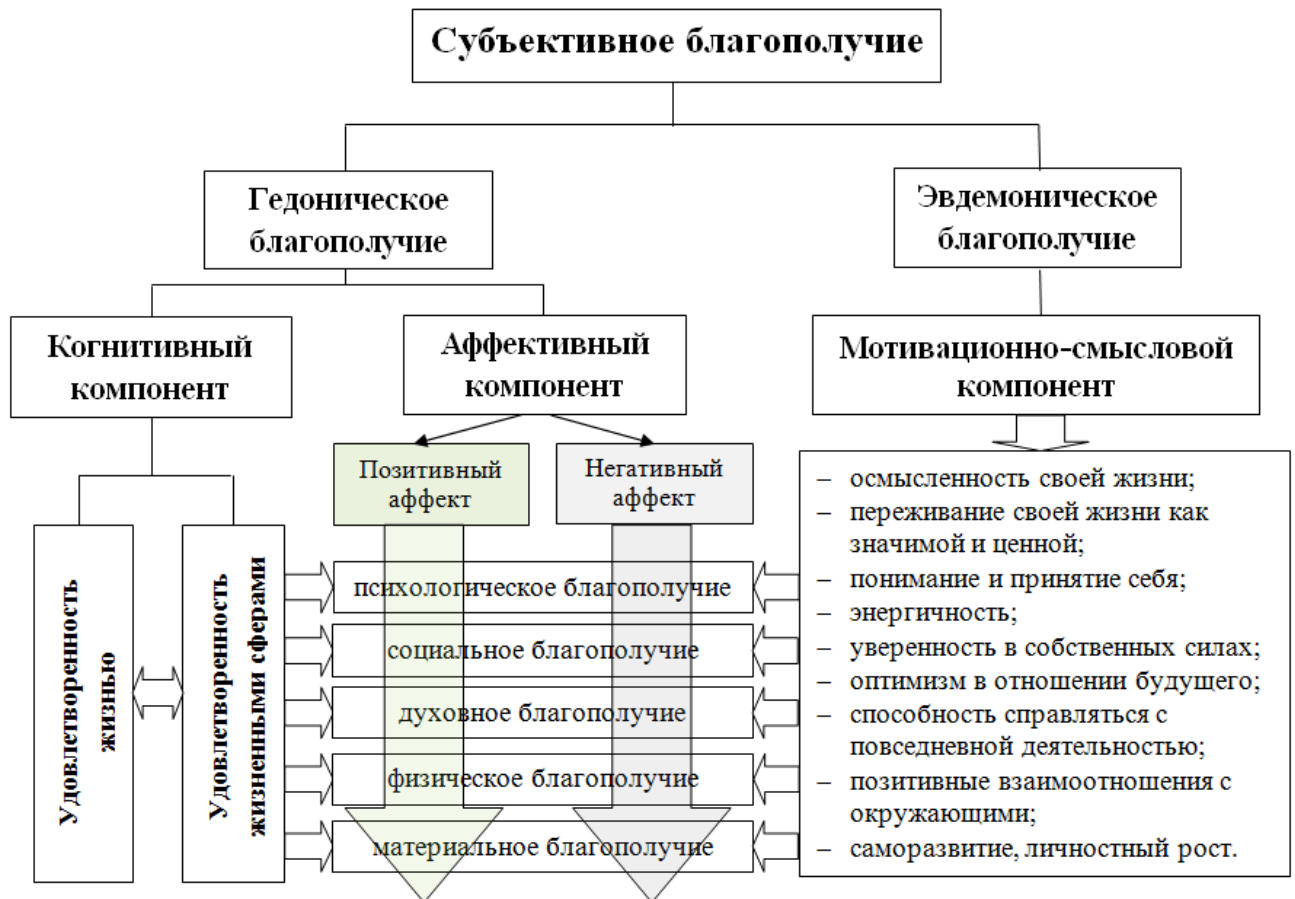 Субъективное благополучие
Гедоническое
благополучие
Эвдемоническое
благополучие
Когнитивный
компонент
Аффективный
компонент
Мотивационно-смысловой
компонент
Позитивный
аффект
Негативный
аффект
Удовлетворенность
жизнью
Удовлетворенность
жизненными сферами
психологическое благополучие
социальное благополучие
духовное благополучие
физическое благополучие
материальное благополучие
– осмысленность своей жизни;
– переживание своей жизни как
значимой и ценной;
– понимание и принятие себя;
– энергичность;
– уверенность в собственных силах;
– оптимизм в отношении будущего;
– способность справляться с
повседневной деятельностью;
– позитивные взаимоотношения с
окружающими;
– саморазвитие, личностный рост.